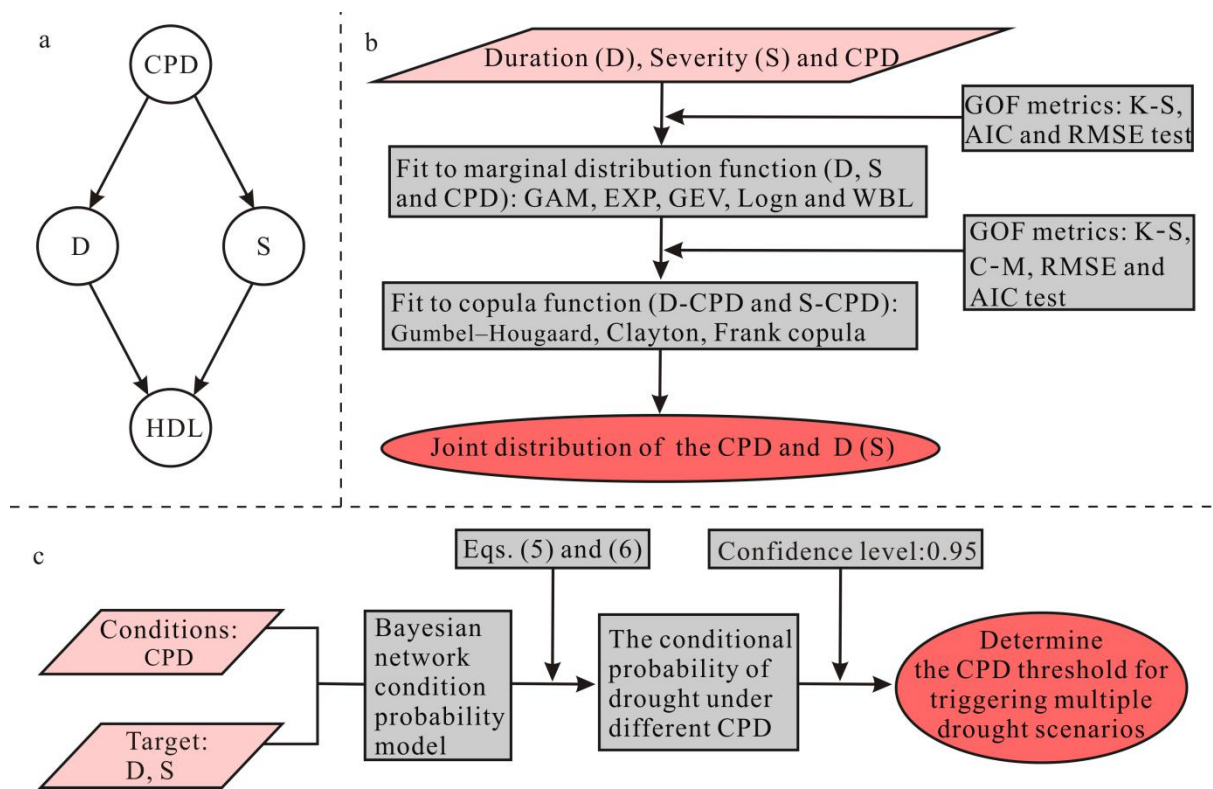 a
CPD
D
S
HDL
b
Duration (D), Severity (S) and CPD
GOF metrics: K-S,
AIC and RMSE test
Fit to marginal distribution function (D, S
and CPD): GAM, EXP, GEV, Logn and WBL
GOF metrics: K-S,
C-M, RMSE and
AIC test
Fit to copula function (D-CPD and S-CPD):
Gumbel–Hougaard, Clayton, Frank copula
Joint distribution of the CPD and D (S)
c
Eqs. (5) and (6)
Confidence level:0.95
Conditions:
CPD
Target:
D, S
Bayesian
network
condition
probability
model
The conditional
probability of
drought under
different CPD
Determine
the CPD threshold for
triggering multiple
drought scenarios